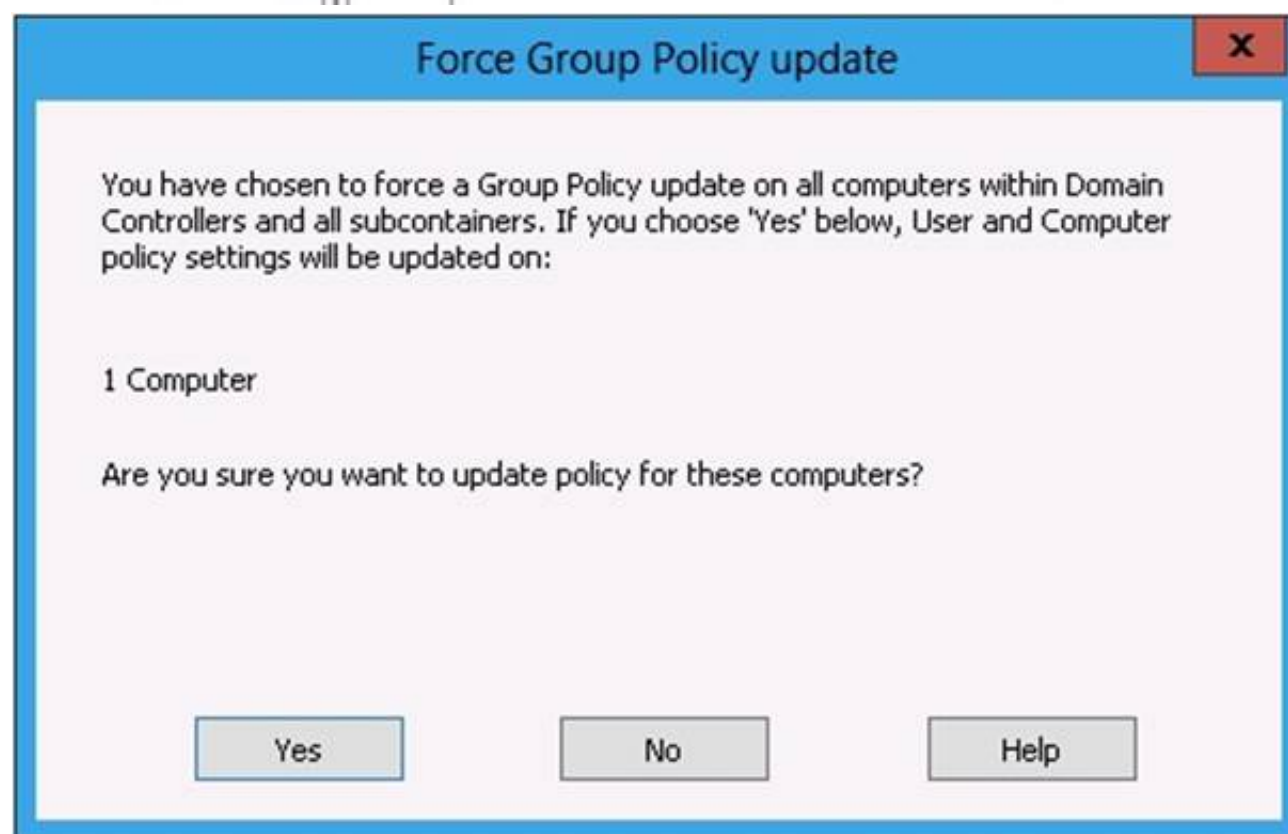 Force Group Policy update
x
You have chosen to force a Group Policy update on all computers within Domain
Controllers and all subcontainers. If you choose 'Yes' below, User and Computer
policy settings will be updated on:
1 Computer
Are you sure you want to update policy for these computers?
Yes No Help